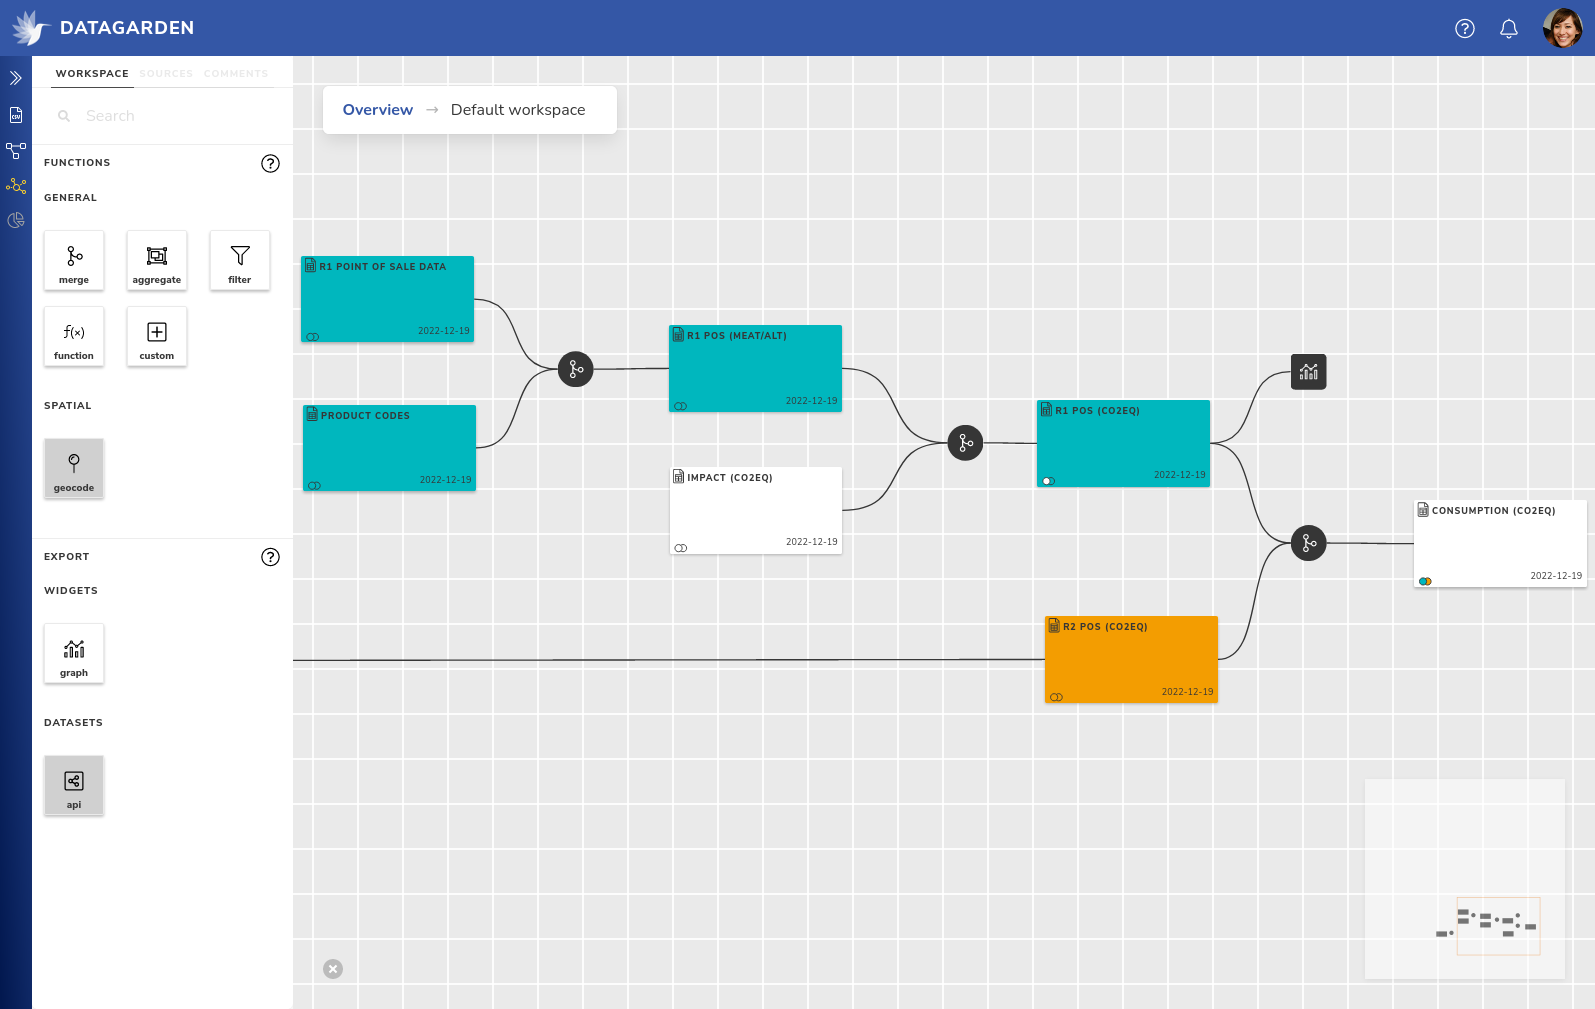 DATAGARDEN
WORKSPACE SOURCES COMMENTS
Search
FUNCTIONS
GENERAL
merge
aggregate
filter
f(x)
function
custom
SPATIAL
geocode
EXPORT
WIDGETS
graph
DATASETS
api
Overview → Default workspace
R1 POINT OF SALE DATA
2022-12-19
PRODUCT CODES
2022-12-19
R1 POS (MEAT/ALT)
2022-12-19
IMPACT (CO2EQ)
2022-12-19
R1 POS (CO2EQ)
2022-12-19
R2 POS (CO2EQ)
2022-12-19
CONSUMPTION (CO2EQ)
2022-12-19